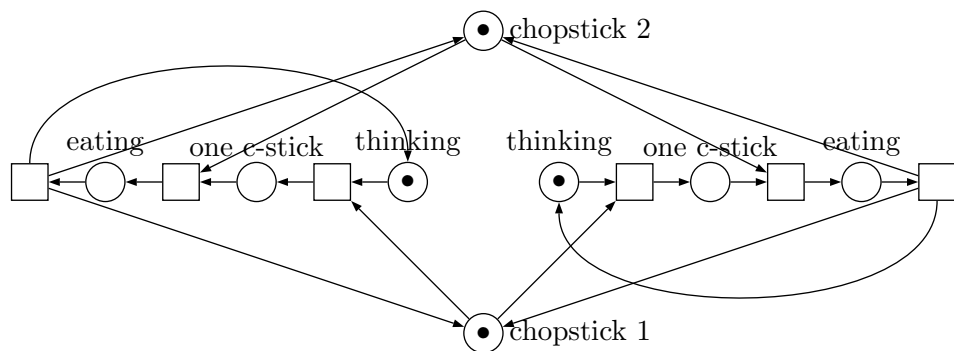 chopstick 2
eating
one c-stick
thinking
thinking
one c-stick
eating
chopstick 1